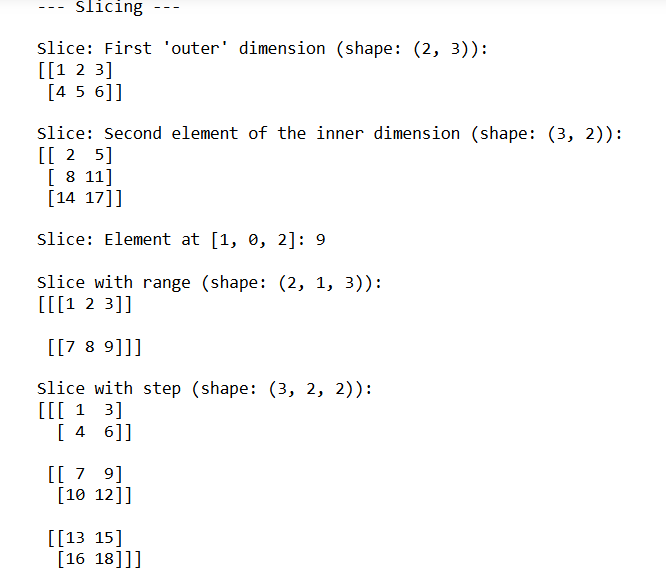 --- Slicing ---
Slice: First 'outer' dimension (shape: (2, 3)):
[[1 2 3]
 [4 5 6]]
Slice: Second element of the inner dimension (shape: (3, 2)):
[[ 2  5]
 [ 8 11]
 [14 17]]
Slice: Element at [1, 0, 2]: 9
Slice with range (shape: (2, 1, 3)):
[[[1 2 3]]
 [[7 8 9]]]
Slice with step (shape: (3, 2, 2)):
[[[ 1  3]
  [ 4  6]]
 [[ 7  9]
  [10 12]]
 [[13 15]
  [16 18]]]